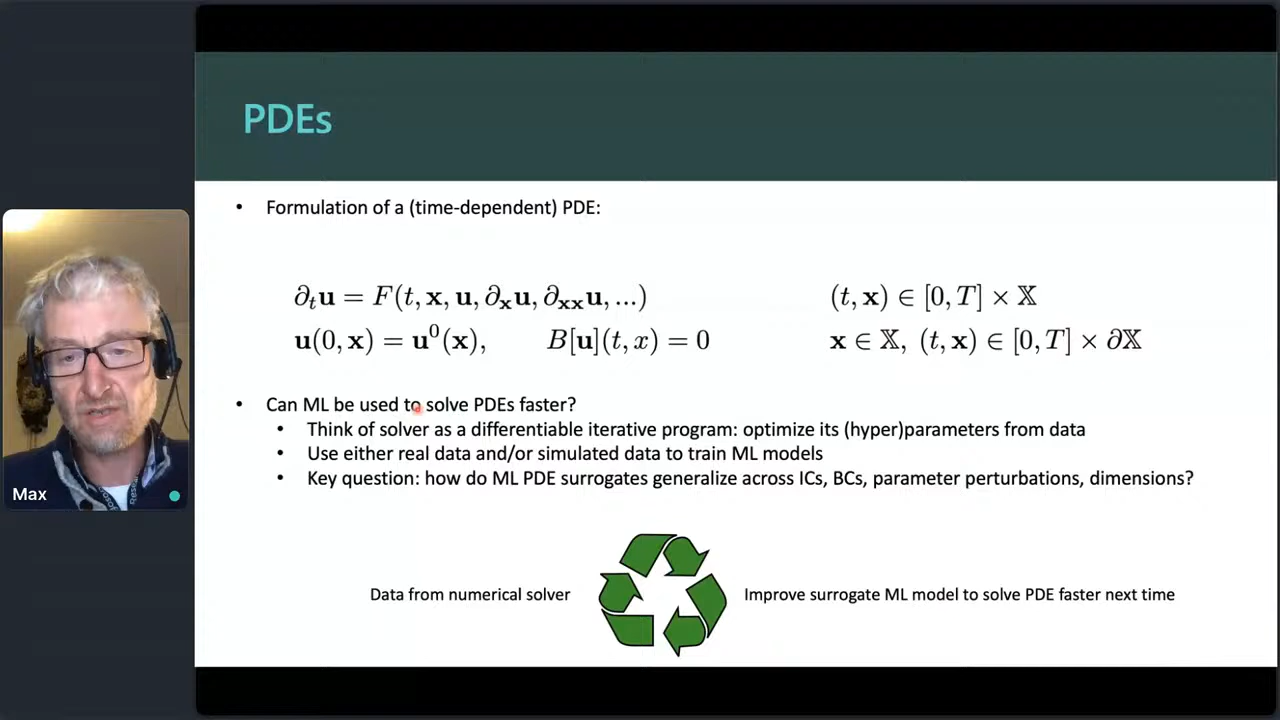 PDEs
• Formulation of a (time-dependent) PDE:
∂ₜ𝐮 = F(t, 𝐱, 𝐮, ∂𝐱𝐮, ∂𝐱𝐱𝐮, ...) (t, 𝐱) ∈ [0, T] × 𝕏
𝐮(0, 𝐱) = 𝐮⁰(𝐱), B[𝐮](t, x) = 0 𝐱 ∈ 𝕏, (t, 𝐱) ∈ [0, T] × ∂𝕏
• Can ML be used to solve PDEs faster?
• Think of solver as a differentiable iterative program: optimize its (hyper)parameters from data
• Use either real data and/or simulated data to train ML models
• Key question: how do ML PDE surrogates generalize across ICs, BCs, parameter perturbations, dimensions?
Data from numerical solver
Improve surrogate ML model to solve PDE faster next time
Max